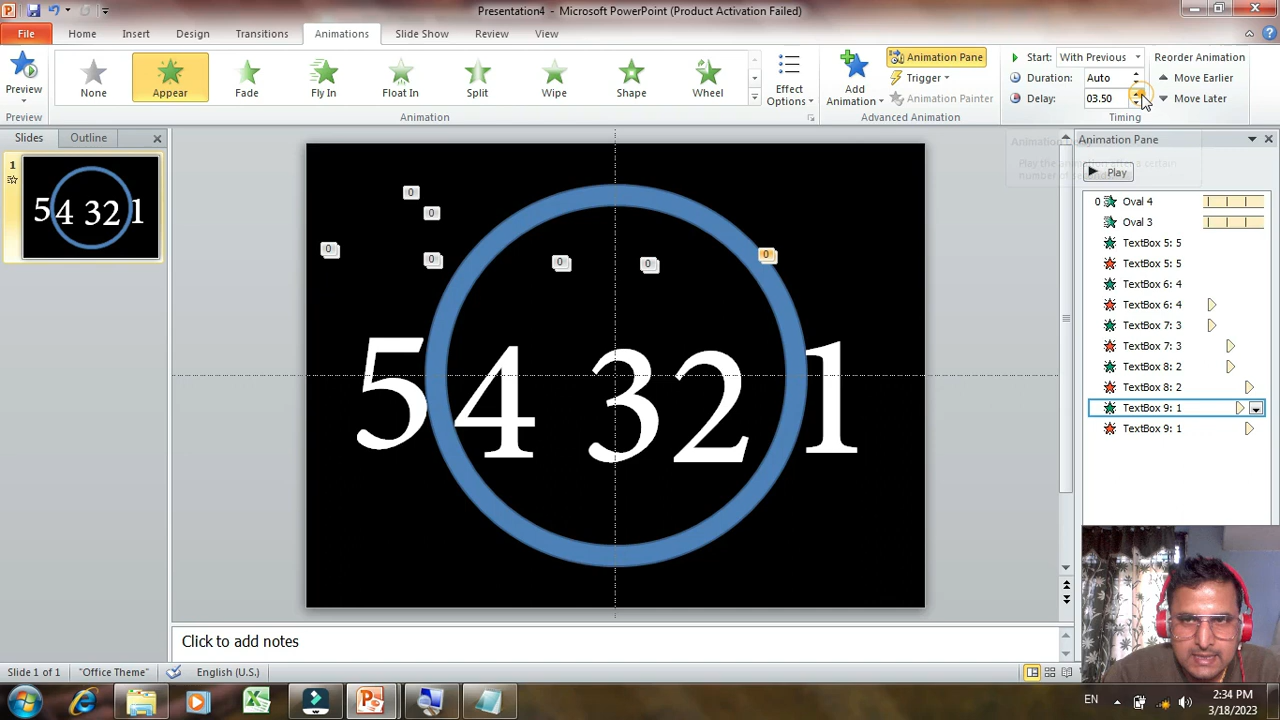 Presentation4 - Microsoft PowerPoint (Product Activation Failed)
File Home Insert Design Transitions Animations Slide Show Review View
Preview
None Appear Fade Fly In Float In Split Wipe Shape Wheel
Effect Options
Add Animation
Animation Pane
Trigger
Animation Painter
Start: With Previous
Duration: Auto
Delay: 03.50
Reorder Animation
Move Earlier
Move Later
Preview Animation Advanced Animation Timing
Slides Outline
1
54 32 1
0
0
0
0
0
0
0
5 4 3 2 1
Animation Pane
Play
0 Oval 4
Oval 3
TextBox 5: 5
TextBox 5: 5
TextBox 6: 4
TextBox 6: 4
TextBox 7: 3
TextBox 7: 3
TextBox 8: 2
TextBox 8: 2
TextBox 9: 1
TextBox 9: 1
Click to add notes
Slide 1 of 1 "Office Theme" English (U.S.)
EN
2:34 PM
3/18/2023